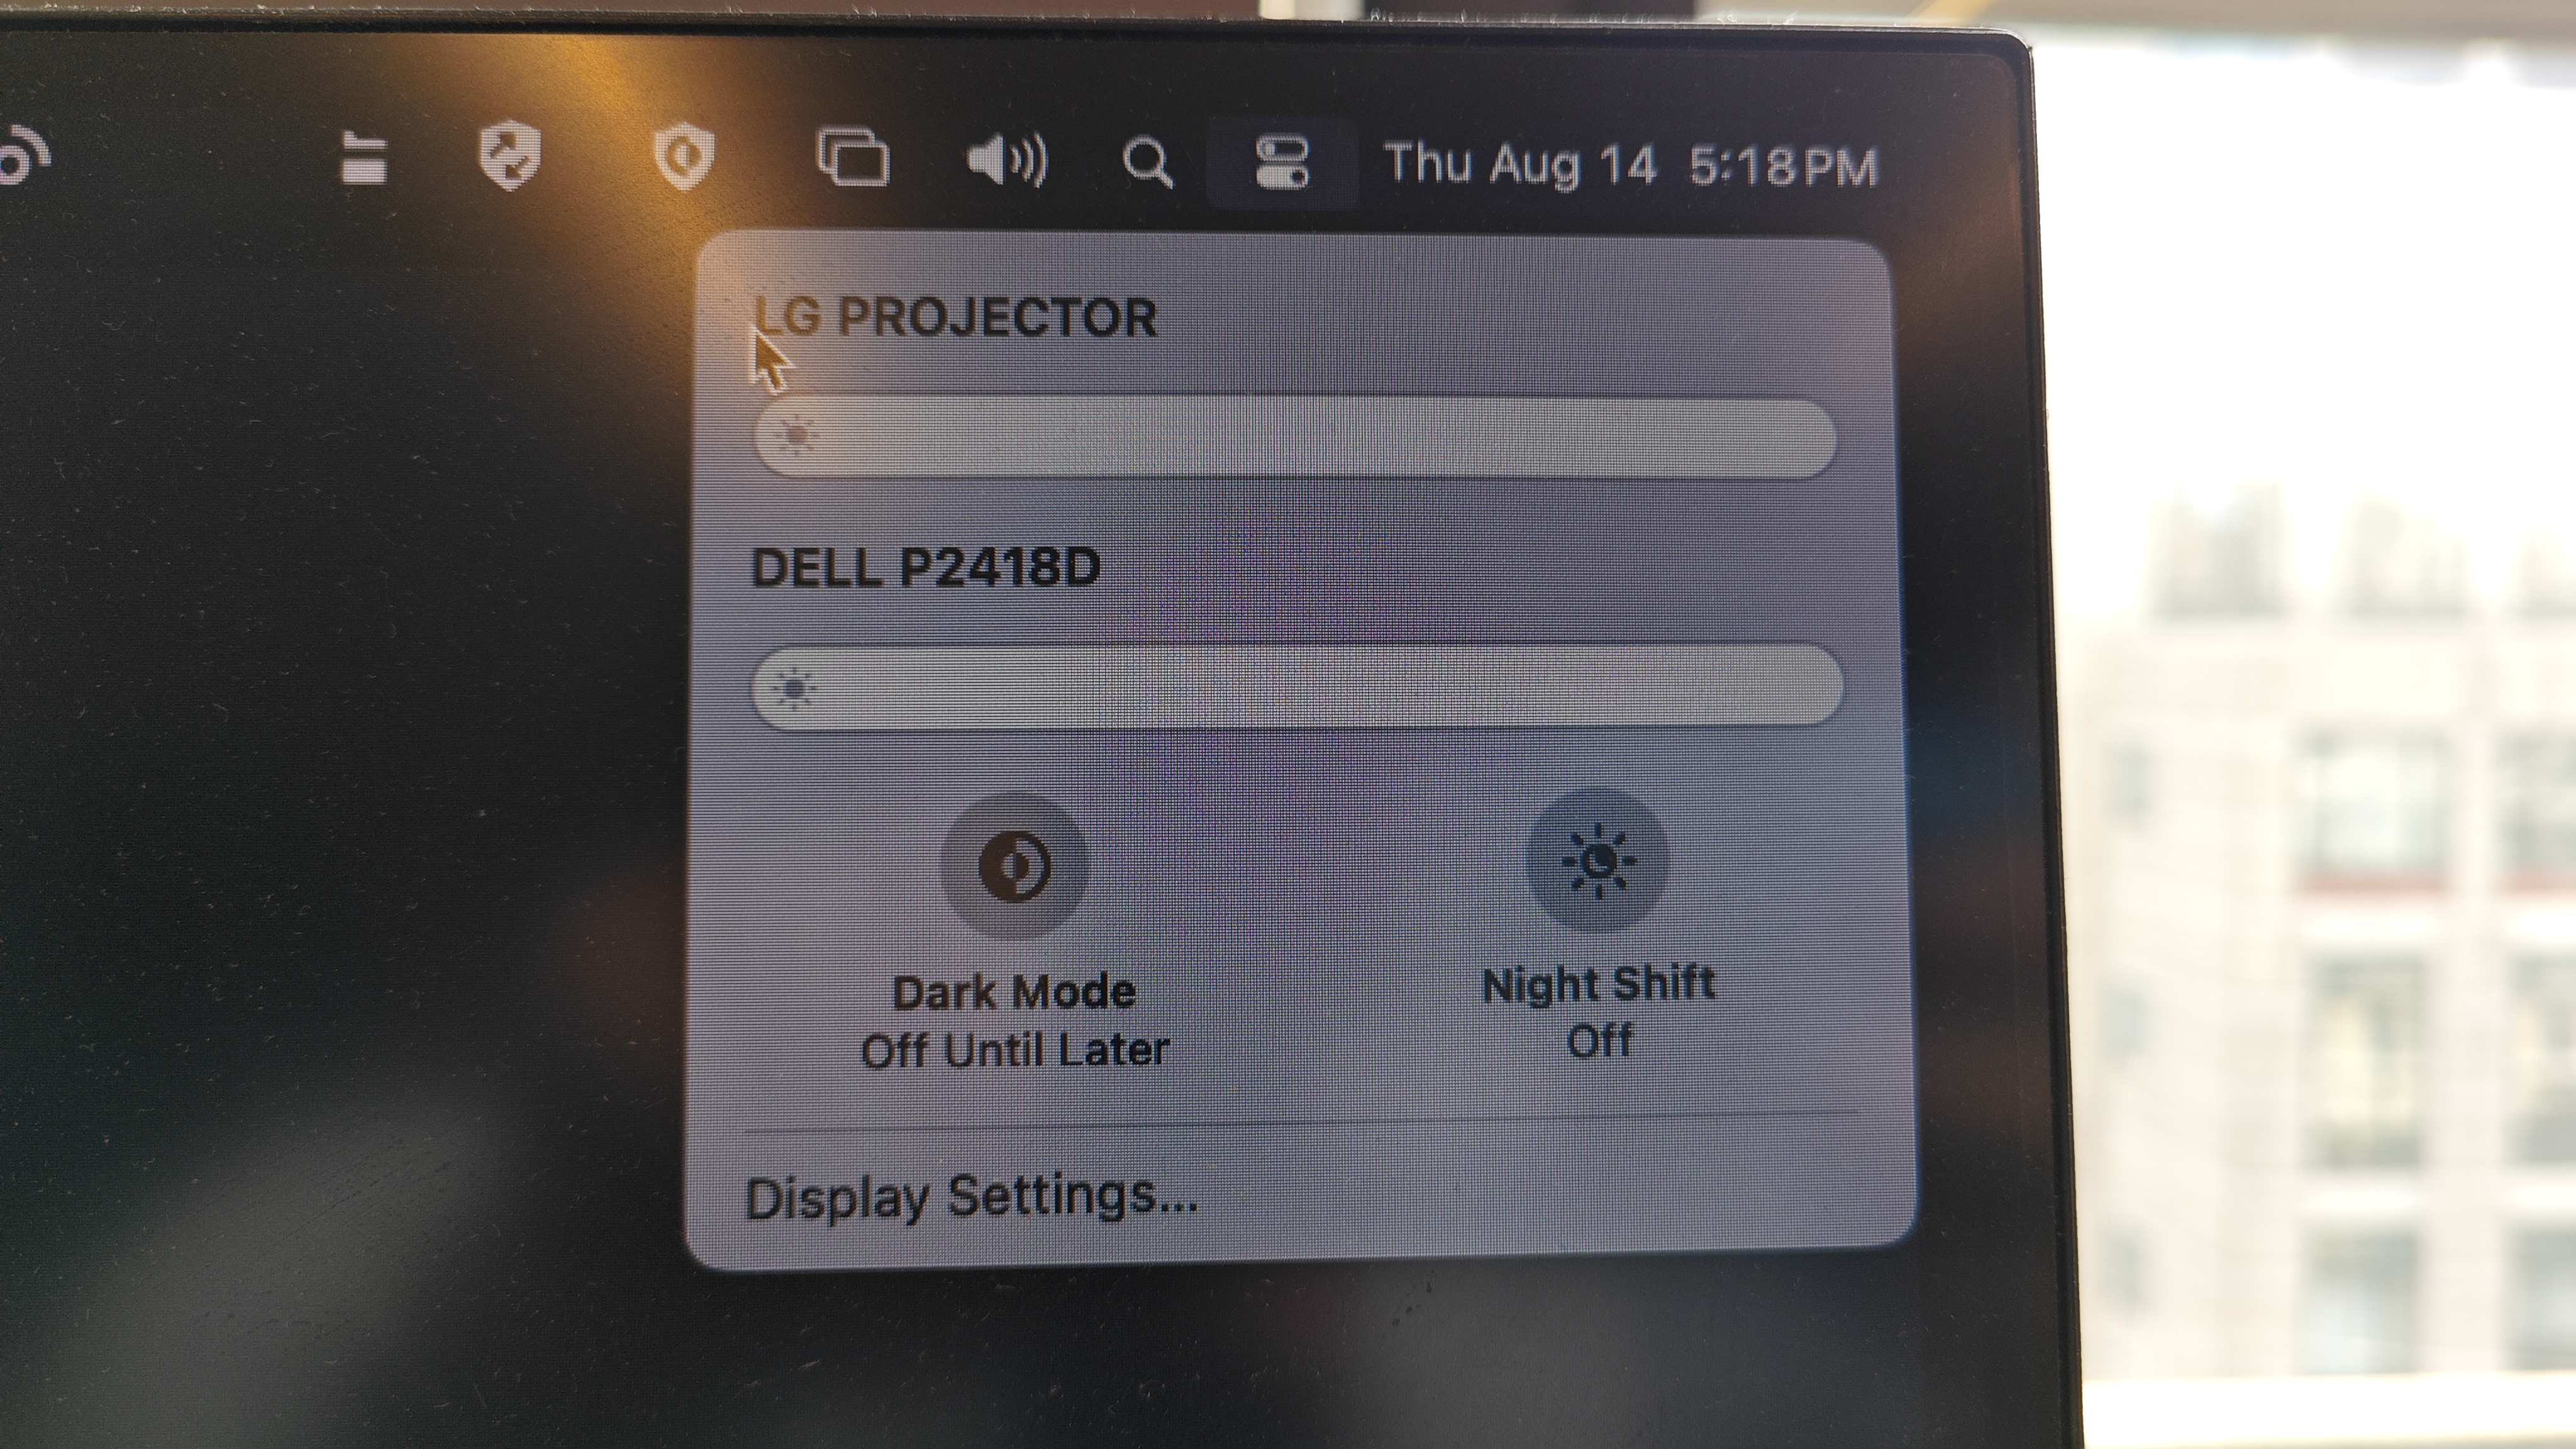 Thu Aug 14 5:18 PM
LG PROJECTOR
DELL P2418D
Dark Mode
Off Until Later
Night Shift
Off
Display Settings...